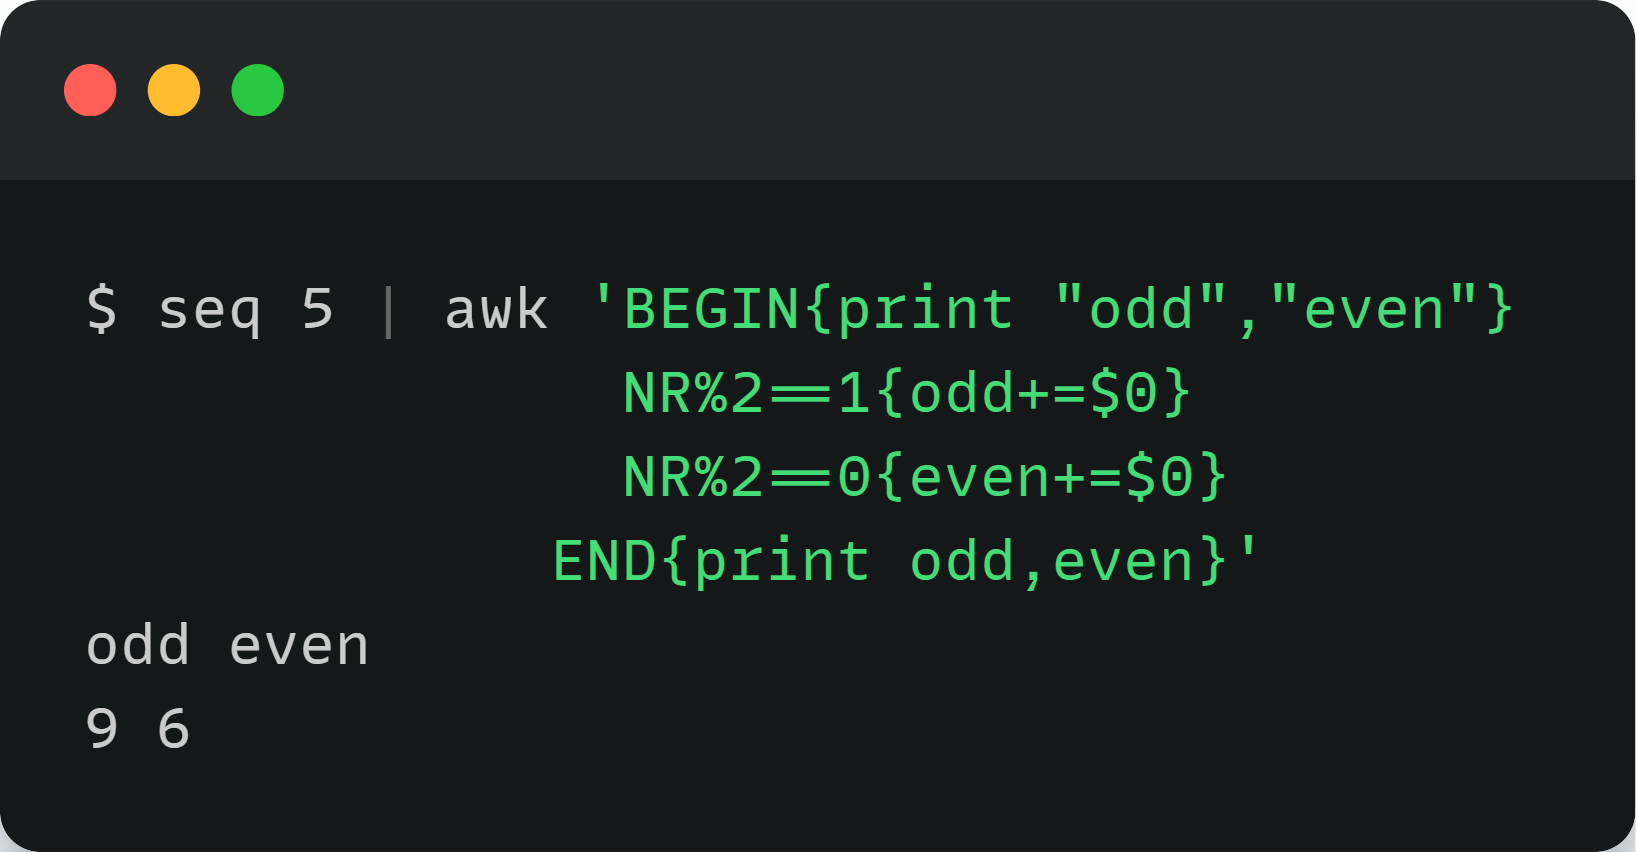 $ seq 5 | awk 'BEGIN{print "odd","even"}
NR%2==1{odd+=$0}
NR%2==0{even+=$0}
END{print odd,even}'
odd even
9 6